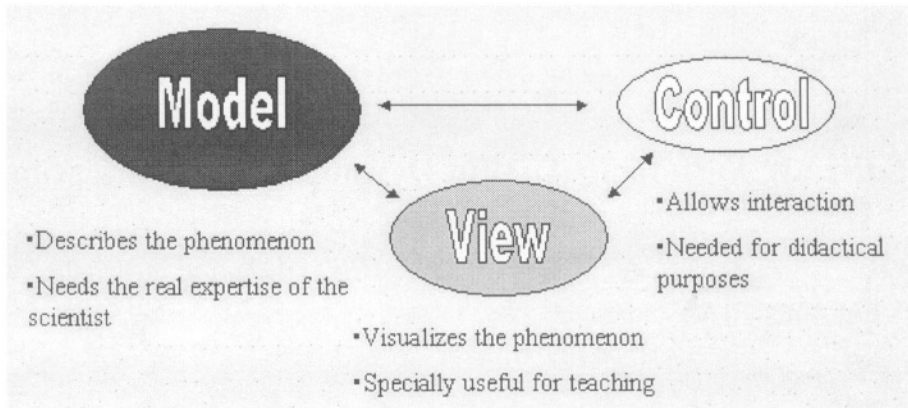 Model
Control
View
▪Describes the phenomenon
▪Needs the real expertise of the
scientist
▪Visualizes the phenomenon
▪Specially useful for teaching
▪Allows interaction
▪Needed for didactical
purposes